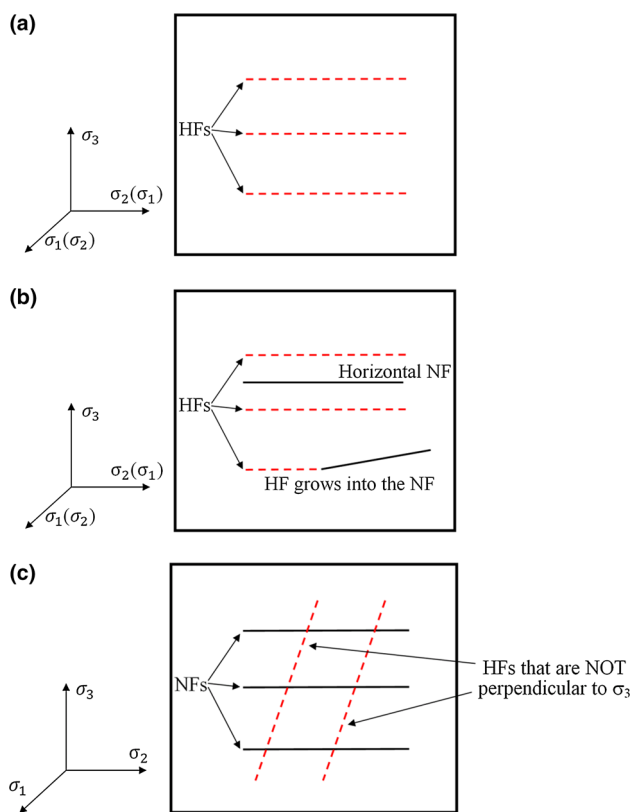 (a)
HFs
σ₃
σ₂(σ₁)
σ₁(σ₂)
(b)
Horizontal NF
HFs
σ₃
σ₂(σ₁)
HF grows into the NF
σ₁(σ₂)
(c)
NFs
HFs that are NOT
perpendicular to σ₃
σ₃
σ₂
σ₁